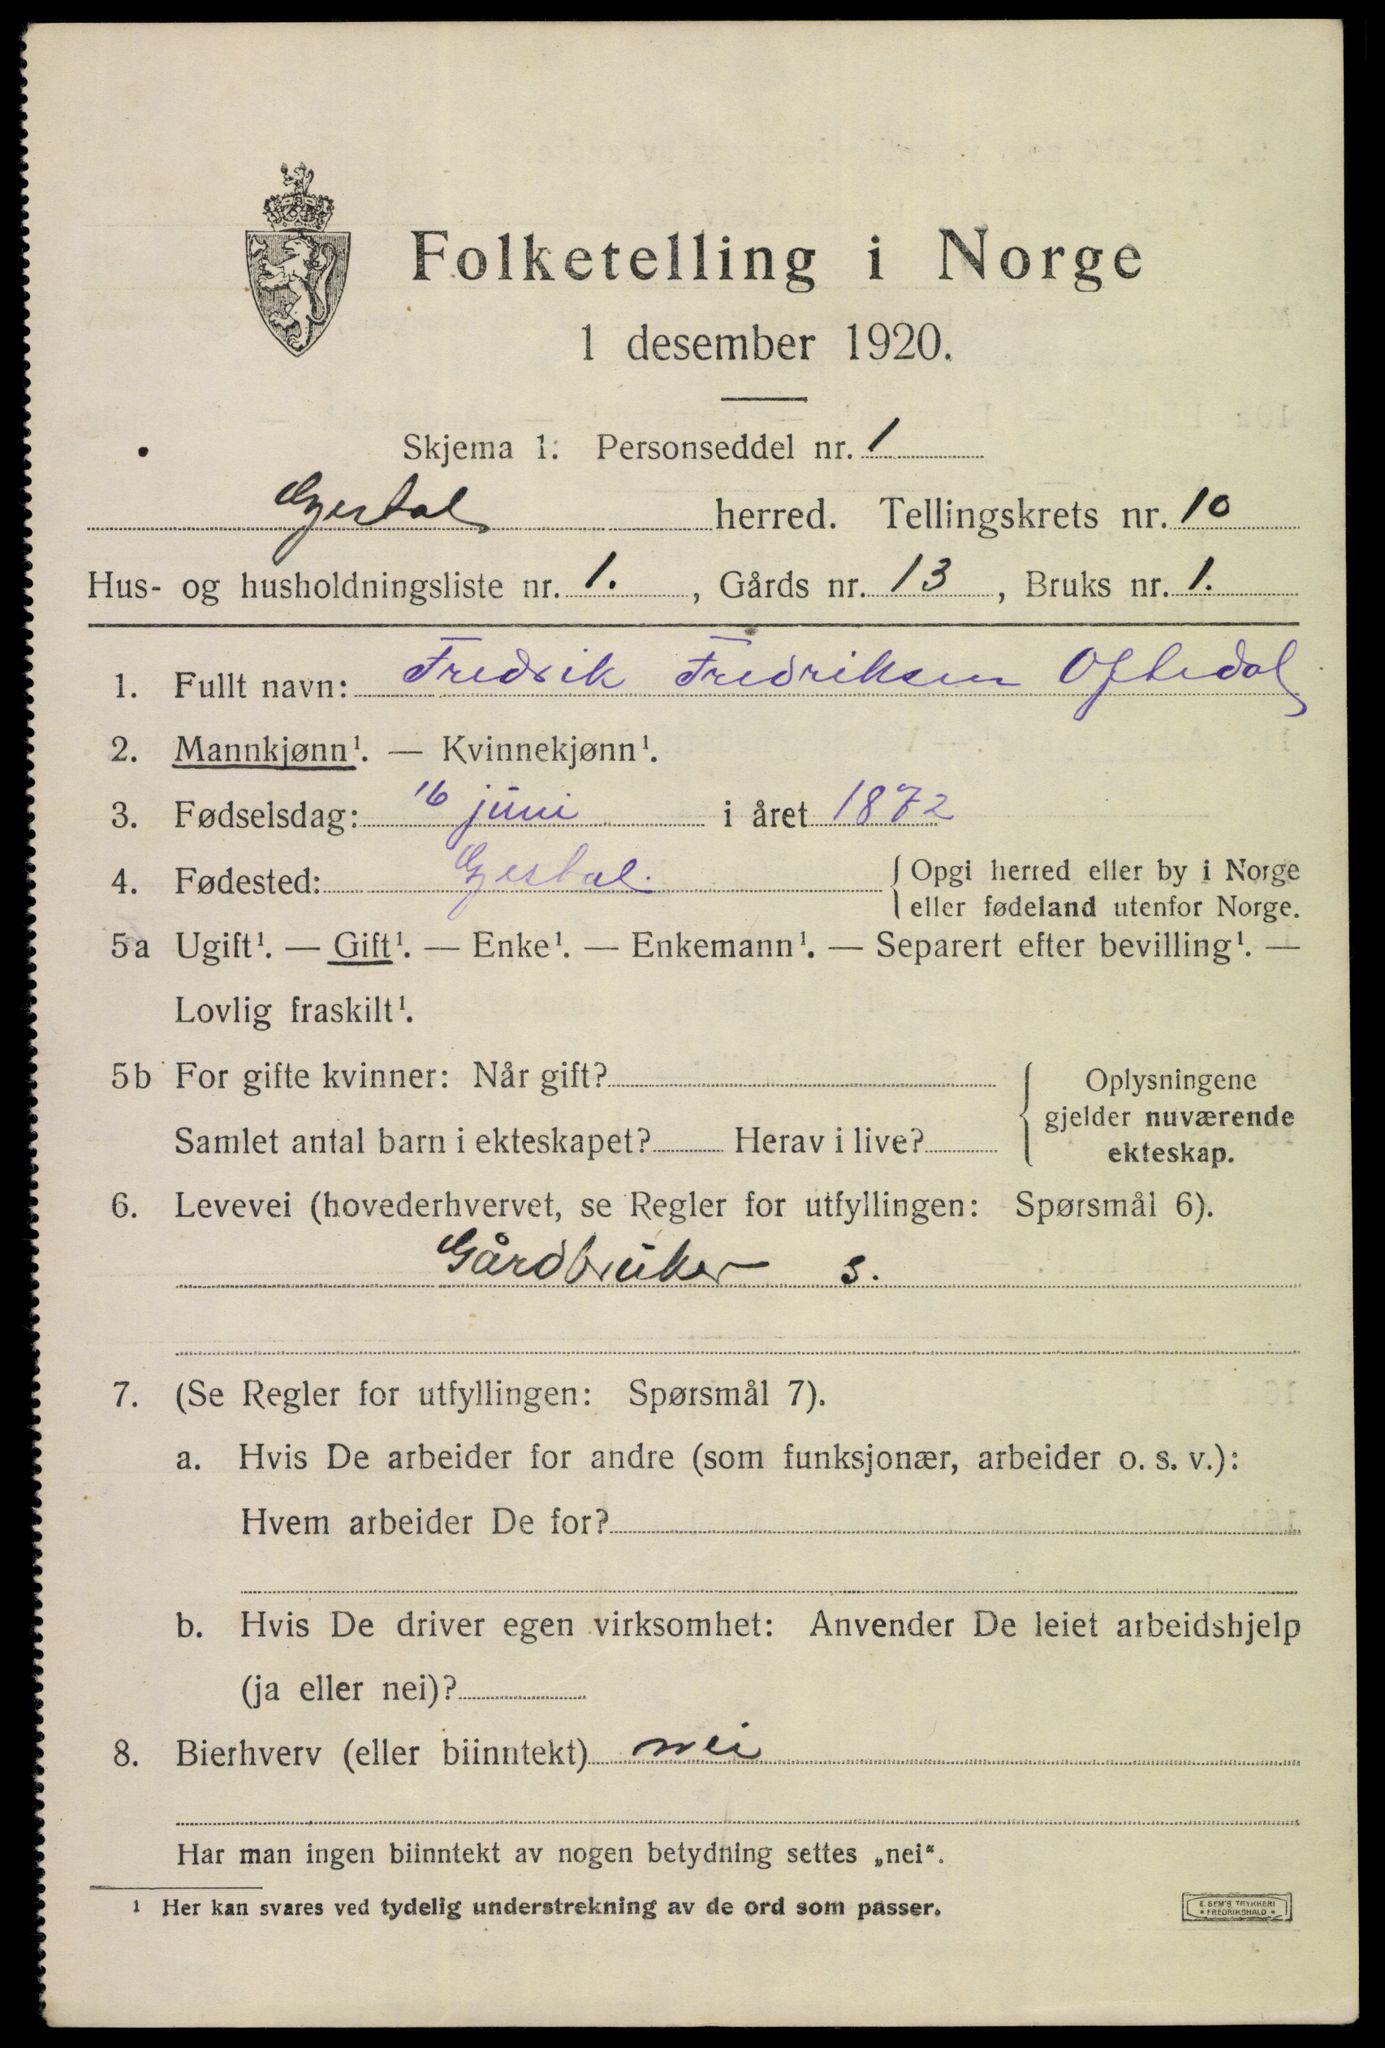 Folketelling i Norge
1 desember 1920.
Skjema 1. Personseddel nr. 1
Gjestal herred. Tellingskrets nr. 10
Hus- og husholdningsliste nr. 1., Gårds nr. 13, Bruks nr. 1.
1. Fullt navn: Fredrik Fredriksen Oftedal
2. Mannkjønn¹. — Kvinnekjønn¹.
3. Fødselsdag: 16 juni i året 1872
4. Fødested: Gjestal. { Opgi herred eller by i Norge
eller fødeland utenfor Norge.
5a Ugift¹. — Gift¹. — Enke¹. — Enkemann¹. — Separert efter bevilling¹. —
Lovlig fraskilt¹.
5b For gifte kvinner: Når gift?
Samlet antal barn i ekteskapet? Herav i live?
{ Oplysningene
gjelder nuværende
ekteskap.
6. Levevei (hovederhvervet, se Regler for utfyllingen: Spørsmål 6).
Gårdbruker s.
7. (Se Regler for utfyllingen: Spørsmål 7).
a. Hvis De arbeider for andre (som funksjonær, arbeider o. s. v.):
Hvem arbeider De for?
b. Hvis De driver egen virksomhet: Anvender De leiet arbeidshjelp
(ja eller nei)?
8. Bierhverv (eller biinntekt) nei
Har man ingen biinntekt av nogen betydning settes „nei“.
¹ Her kan svares ved tydelig understrekning av de ord som passer.
E. SEM'S TRYKKERI
* FREDRIKSHALD *